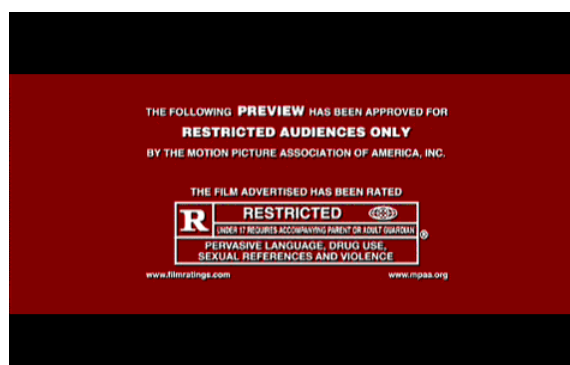 THE FOLLOWING PREVIEW HAS BEEN APPROVED FOR
RESTRICTED AUDIENCES ONLY
BY THE MOTION PICTURE ASSOCIATION OF AMERICA, INC.
THE FILM ADVERTISED HAS BEEN RATED
R RESTRICTED
UNDER 17 REQUIRES ACCOMPANYING PARENT OR ADULT GUARDIAN ®
PERVASIVE LANGUAGE, DRUG USE,
SEXUAL REFERENCES AND VIOLENCE
www.filmratings.com www.mpaa.org